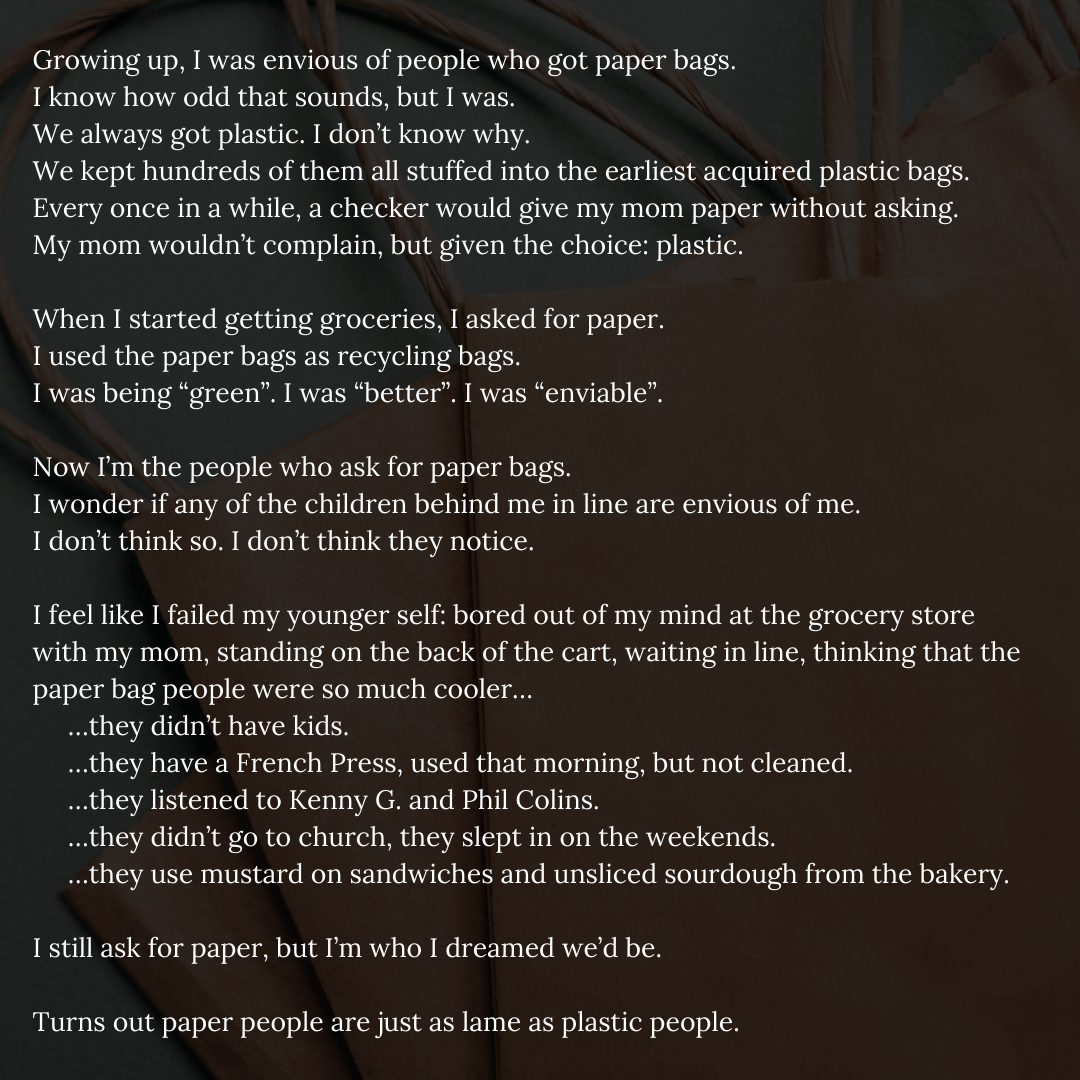 Growing up, I was envious of people who got paper bags.
I know how odd that sounds, but I was.
We always got plastic. I don’t know why.
We kept hundreds of them all stuffed into the earliest acquired plastic bags.
Every once in a while, a checker would give my mom paper without asking.
My mom wouldn’t complain, but given the choice: plastic.
When I started getting groceries, I asked for paper.
I used the paper bags as recycling bags.
I was being “green”. I was “better”. I was “enviable”.
Now I’m the people who ask for paper bags.
I wonder if any of the children behind me in line are envious of me.
I don’t think so. I don’t think they notice.
I feel like I failed my younger self: bored out of my mind at the grocery store
with my mom, standing on the back of the cart, waiting in line, thinking that the
paper bag people were so much cooler…
…they didn’t have kids.
…they have a French Press, used that morning, but not cleaned.
…they listened to Kenny G. and Phil Colins.
…they didn’t go to church, they slept in on the weekends.
…they use mustard on sandwiches and unsliced sourdough from the bakery.
I still ask for paper, but I’m who I dreamed we’d be.
Turns out paper people are just as lame as plastic people.